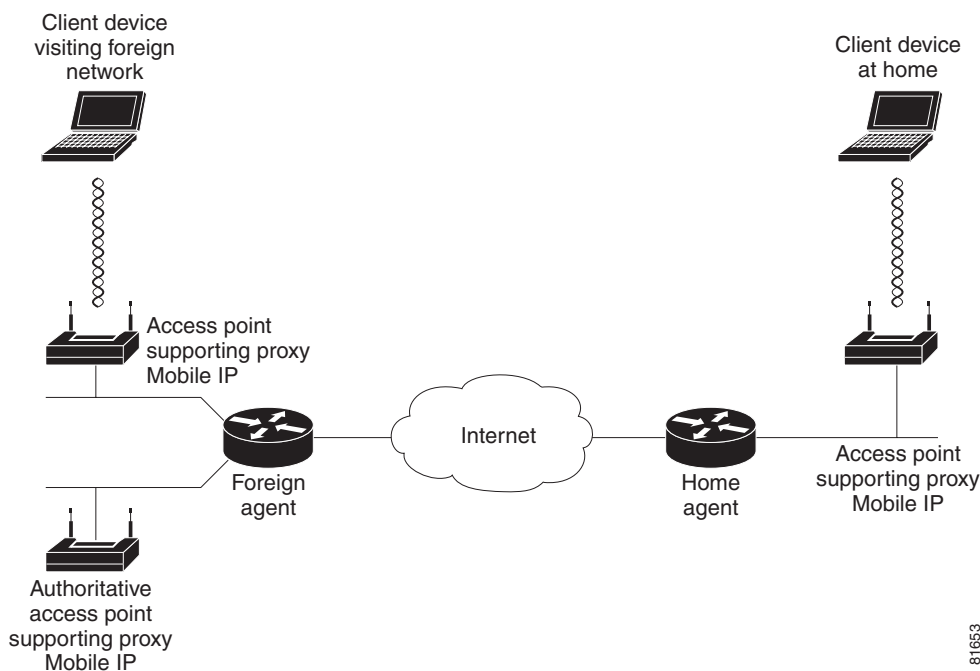 Client device
visiting foreign
network
Client device
at home
Access point
supporting proxy
Mobile IP
Internet
Foreign
agent
Home
agent
Access point
supporting proxy
Mobile IP
Authoritative
access point
supporting proxy
Mobile IP
81653